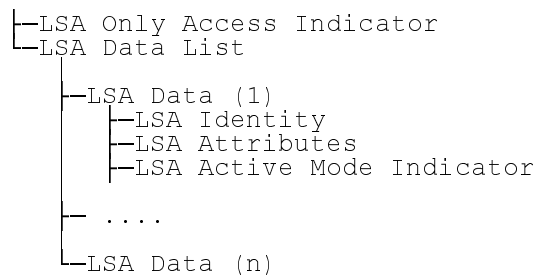 LSA Only Access Indicator
LSA Data List
LSA Data (1)
LSA Identity
LSA Attributes
LSA Active Mode Indicator
....
LSA Data (n)